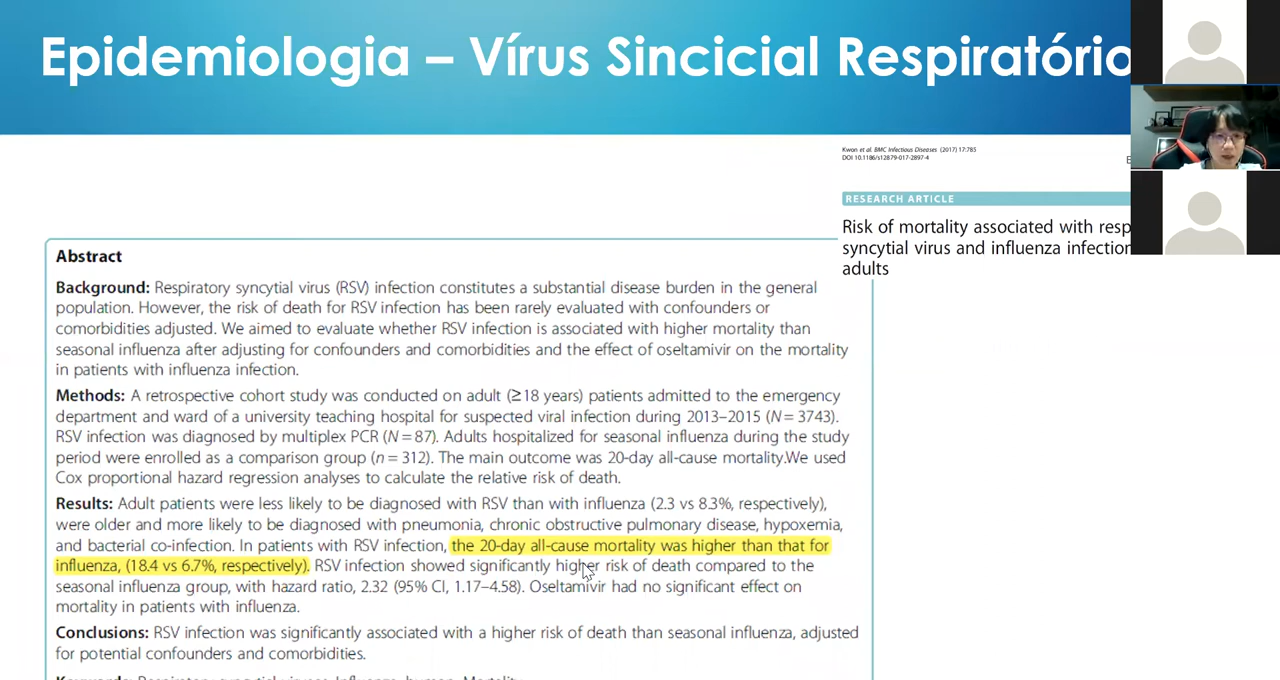 Epidemiologia – Vírus Sincicial Respiratório
Kwon et al. BMC Infectious Diseases (2017) 17:785
DOI 10.1186/s12879-017-2897-4
RESEARCH ARTICLE
Risk of mortality associated with resp
syncytial virus and influenza infection
adults
Abstract
Background: Respiratory syncytial virus (RSV) infection constitutes a substantial disease burden in the general
population. However, the risk of death for RSV infection has been rarely evaluated with confounders or
comorbidities adjusted. We aimed to evaluate whether RSV infection is associated with higher mortality than
seasonal influenza after adjusting for confounders and comorbidities and the effect of oseltamivir on the mortality
in patients with influenza infection.
Methods: A retrospective cohort study was conducted on adult (≥18 years) patients admitted to the emergency
department and ward of a university teaching hospital for suspected viral infection during 2013–2015 (N = 3743).
RSV infection was diagnosed by multiplex PCR (N = 87). Adults hospitalized for seasonal influenza during the study
period were enrolled as a comparison group (n = 312). The main outcome was 20-day all-cause mortality.We used
Cox proportional hazard regression analyses to calculate the relative risk of death.
Results: Adult patients were less likely to be diagnosed with RSV than with influenza (2.3 vs 8.3%, respectively),
were older and more likely to be diagnosed with pneumonia, chronic obstructive pulmonary disease, hypoxemia,
and bacterial co-infection. In patients with RSV infection, the 20-day all-cause mortality was higher than that for
influenza, (18.4 vs 6.7%, respectively). RSV infection showed significantly higher risk of death compared to the
seasonal influenza group, with hazard ratio, 2.32 (95% CI, 1.17–4.58). Oseltamivir had no significant effect on
mortality in patients with influenza.
Conclusions: RSV infection was significantly associated with a higher risk of death than seasonal influenza, adjusted
for potential confounders and comorbidities.
Keywords: Respiratory syncytial viruses, Influenza, human, Mortality